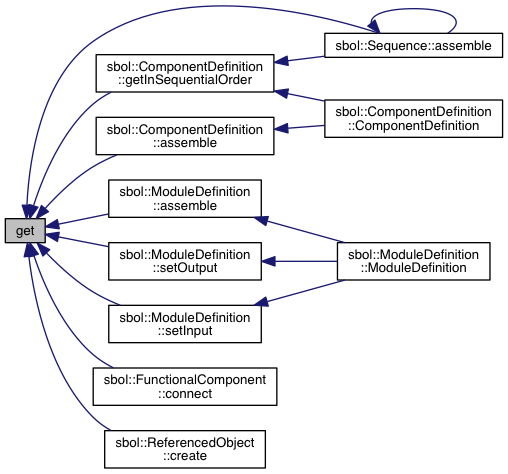 sbol::Sequence::assemble
sbol::ComponentDefinition
::getInSequentialOrder
sbol::ComponentDefinition
::ComponentDefinition
sbol::ComponentDefinition
::assemble
sbol::ModuleDefinition
::assemble
get
sbol::ModuleDefinition
::setOutput
sbol::ModuleDefinition
::ModuleDefinition
sbol::ModuleDefinition
::setInput
sbol::FunctionalComponent
::connect
sbol::ReferencedObject
::create